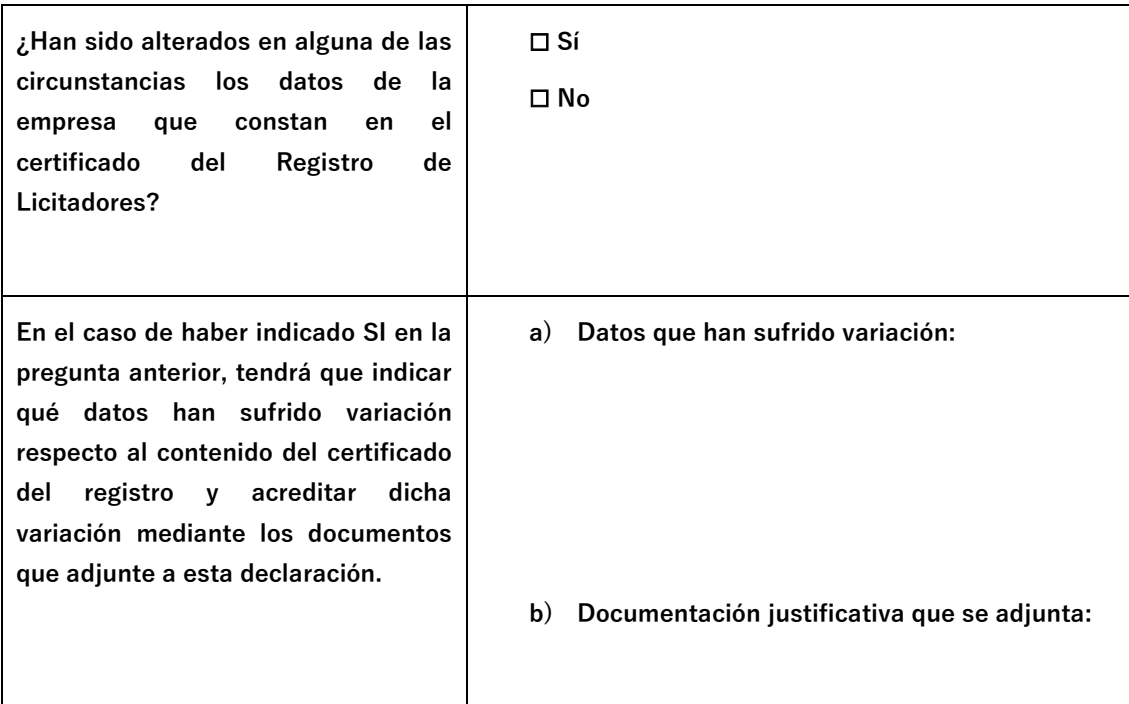 ¿Han sido alterados en alguna de las
circunstancias los datos de la
empresa que constan en el
certificado del Registro de
Licitadores?
☐ Sí
☐ No
En el caso de haber indicado SI en la
pregunta anterior, tendrá que indicar
qué datos han sufrido variación
respecto al contenido del certificado
del registro y acreditar dicha
variación mediante los documentos
que adjunte a esta declaración.
a) Datos que han sufrido variación:
b) Documentación justificativa que se adjunta: